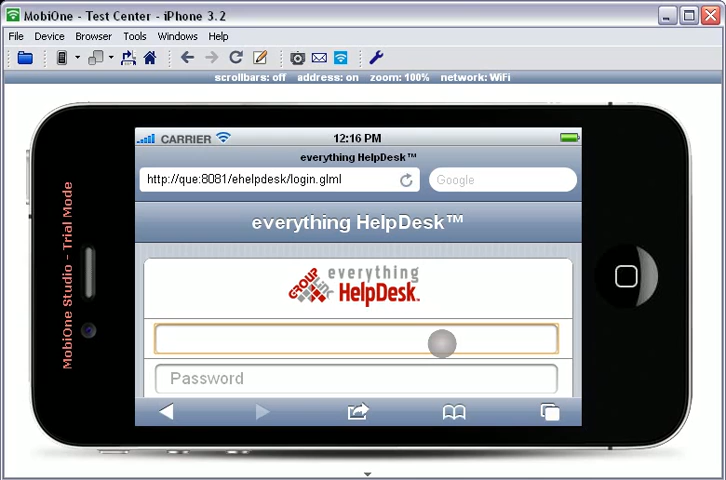 MobiOne - Test Center - iPhone 3.2
File Device Browser Tools Windows Help
scrollbars: off address: on zoom: 100% network: WiFi
MobiOne Studio - Trial Mode
CARRIER 12:16 PM
everything HelpDesk™
http://que:8081/ehelpdesk/login.glml Google
everything HelpDesk™
GROUP LINK everything
HelpDesk
Password